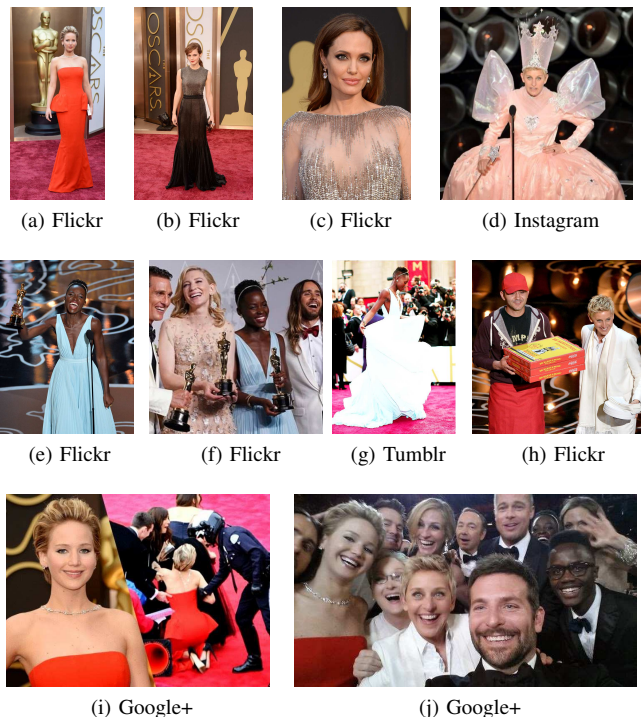 OSCARS
OSCARS
(a) Flickr
(b) Flickr
(c) Flickr
(d) Instagram
(e) Flickr
(f) Flickr
(g) Tumblr
(h) Flickr
(i) Google+
(j) Google+